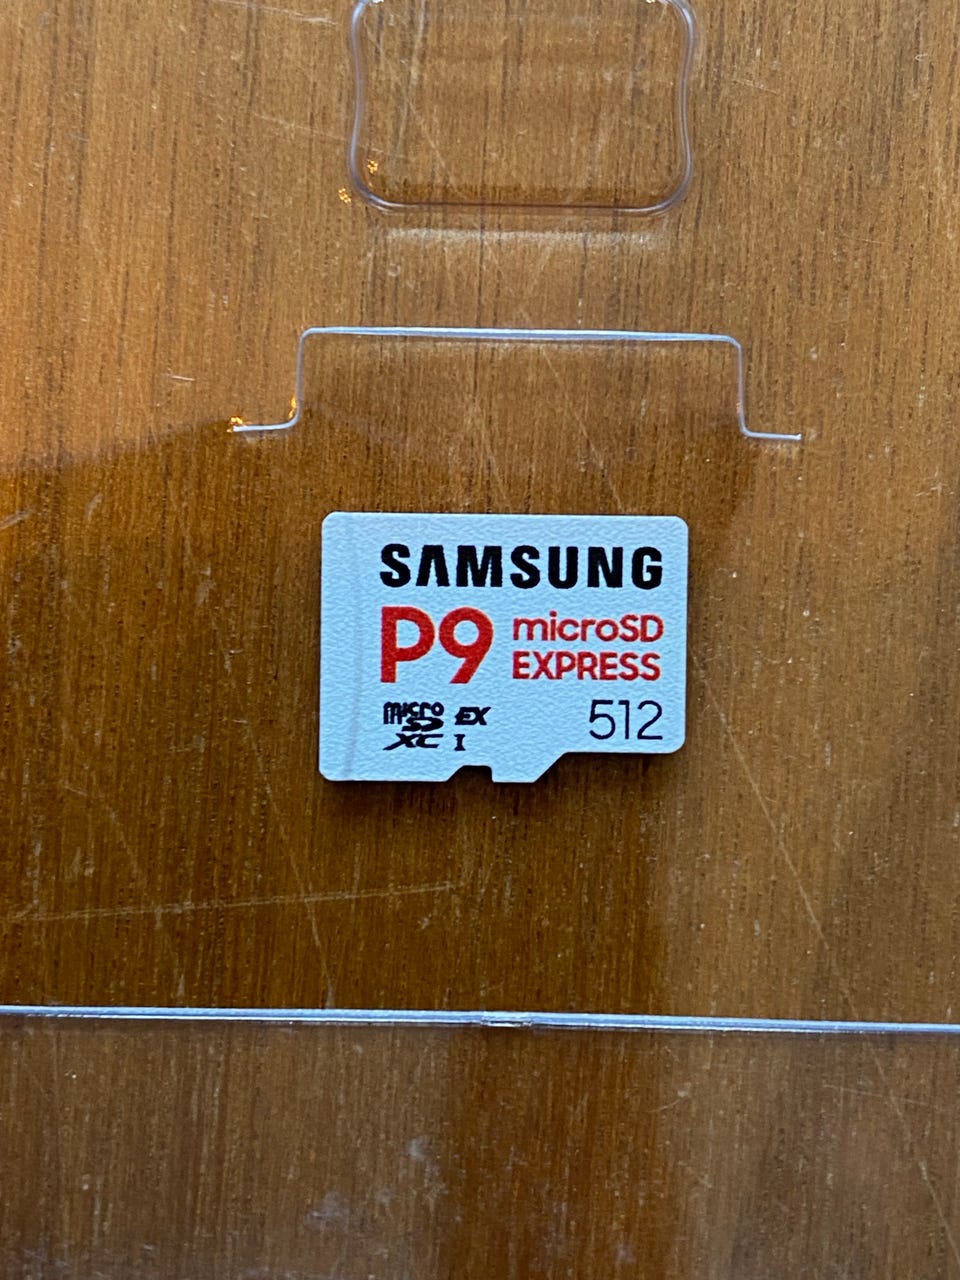 SAMSUNG
P9 microSD
EXPRESS
micro
SD EX
XC I
512